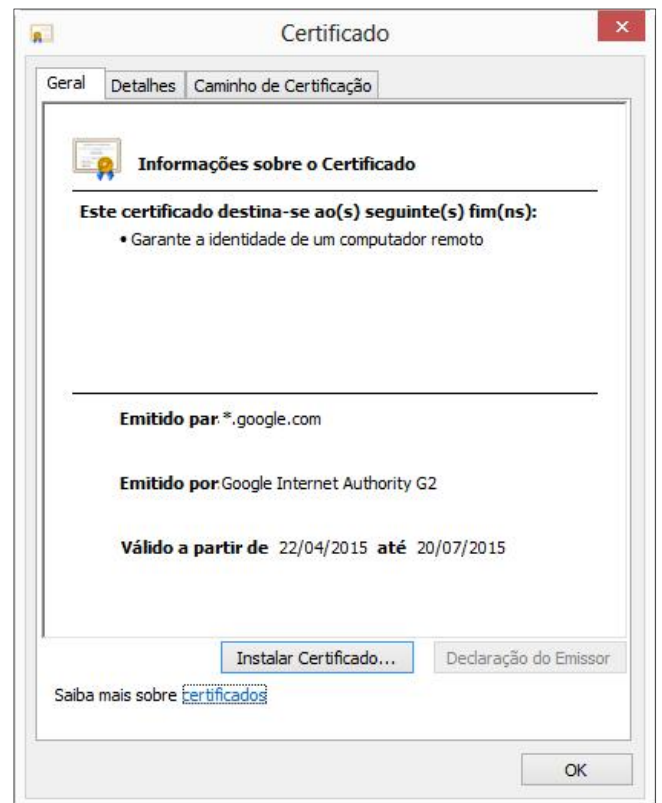 Certificado
Geral Detalhes Caminho de Certificação
Informações sobre o Certificado
Este certificado destina-se ao(s) seguinte(s) fim(ns):
• Garante a identidade de um computador remoto
Emitido par *.google.com
Emitido por Google Internet Authority G2
Válido a partir de 22/04/2015 até 20/07/2015
Instalar Certificado... Declaração do Emissor
Saiba mais sobre certificados
OK